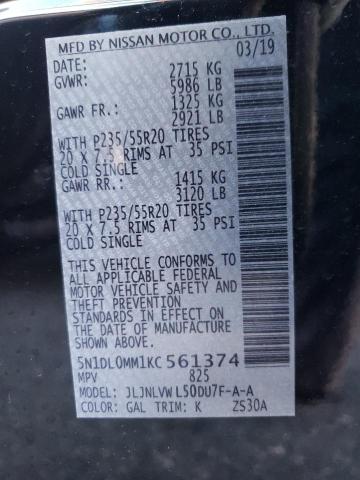 MFD BY NISSAN MOTOR CO., LTD.
DATE: 03/19
GVWR: 2715 KG
5986 LB
GAWR FR.: 1325 KG
2921 LB
WITH P235/55R20 TIRES
20 X 7.5 RIMS AT 35 PSI
COLD SINGLE
GAWR RR.: 1415 KG
3120 LB
WITH P235/55R20 TIRES
20 X 7.5 RIMS AT 35 PSI
COLD SINGLE
THIS VEHICLE CONFORMS TO
ALL APPLICABLE FEDERAL
MOTOR VEHICLE SAFETY AND
THEFT PREVENTION
STANDARDS IN EFFECT ON
THE DATE OF MANUFACTURE
SHOWN ABOVE.
5N1DL0MM1KC561374
MPV 825
MODEL: JLJNLVWL50DU7F-A-A
COLOR: GAL TRIM: K ZS30A